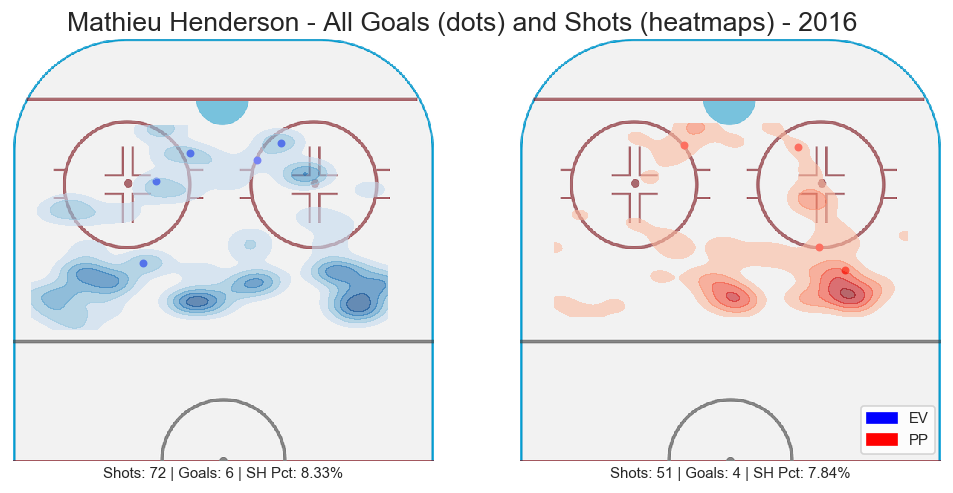 Mathieu Henderson - All Goals (dots) and Shots (heatmaps) - 2016
EV
PP
Shots: 72 | Goals: 6 | SH Pct: 8.33%
Shots: 51 | Goals: 4 | SH Pct: 7.84%